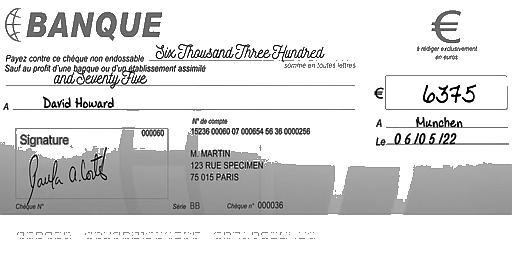 BANQUE
€
à rédiger exclusivement
en euros
Payez contre ce chèque non endossable Six Thousand Three Hundred
Sauf au profit d'une banque ou d'un établissement assimilé somme en toutes lettres
and Seventy Five
A David Howard
€ 6375
N° de compte
A Munchen
000060 15236 00060 07 000654 56 36 0000256
Le 06/05/22
Signature
M. MARTIN
123 RUE SPECIMEN
75 015 PARIS
Paula A. Cortes
Chèque N° Série BB Chèque n° 000036